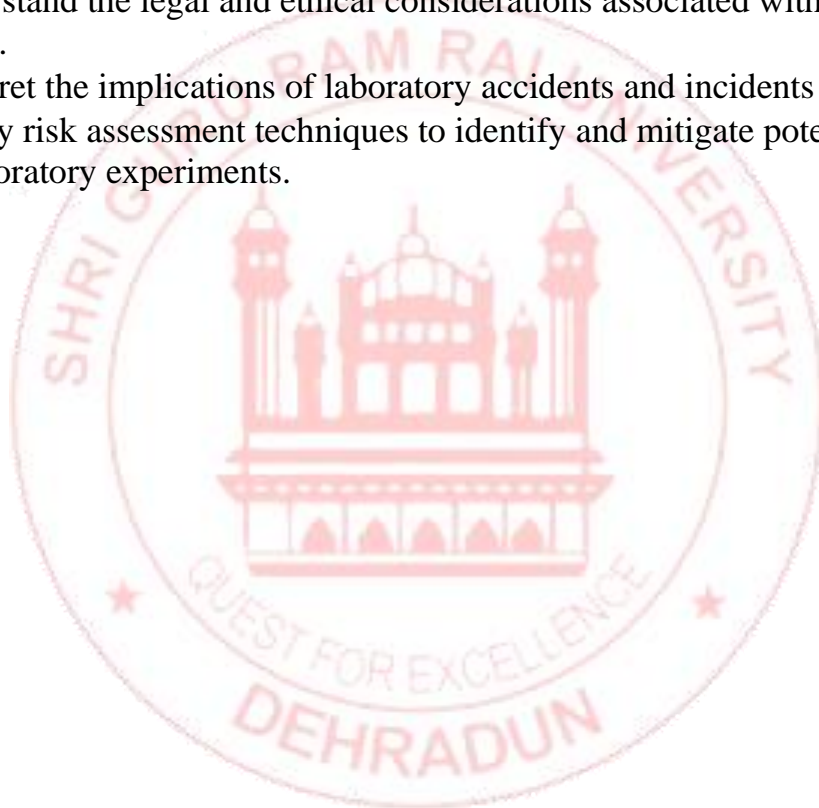 stand the legal and ethical considerations associated with
.
ret the implications of laboratory accidents and incidents
y risk assessment techniques to identify and mitigate pote
oratory experiments.
SHRI GURU RAM RAI UNIVERSITY
QUEST FOR EXCELLENCE
DEHRADUN